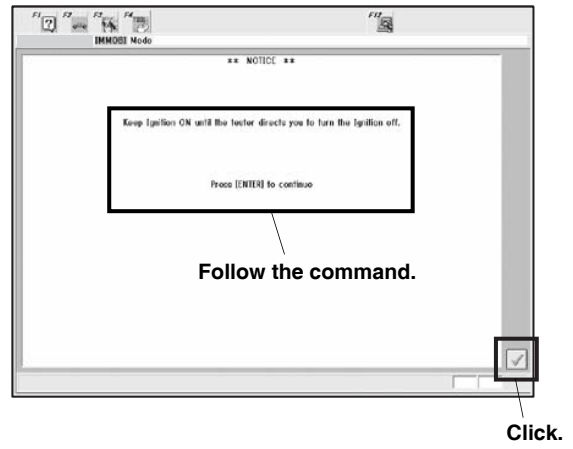 F1 F2 F3 F4 F12
IMMOBI Mode
** NOTICE **
Keep Ignition ON until the tester directs you to turn the Ignition off.
Press [ENTER] to continue
Follow the command.
Click.